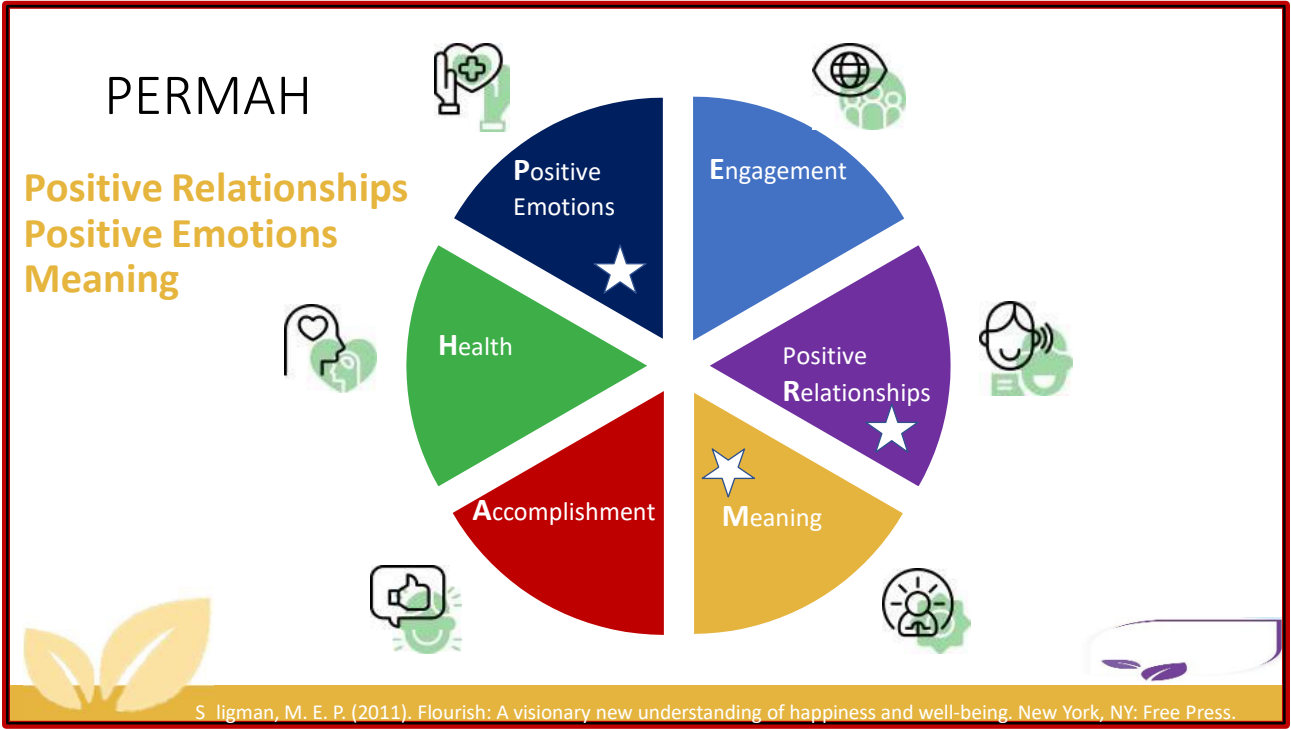 PERMAH
Positive Relationships
Positive Emotions
Meaning
Positive
Emotions
Engagement
Health
Positive
Relationships
Accomplishment
Meaning
S ligman, M. E. P. (2011). Flourish: A visionary new understanding of happiness and well-being. New York, NY: Free Press.